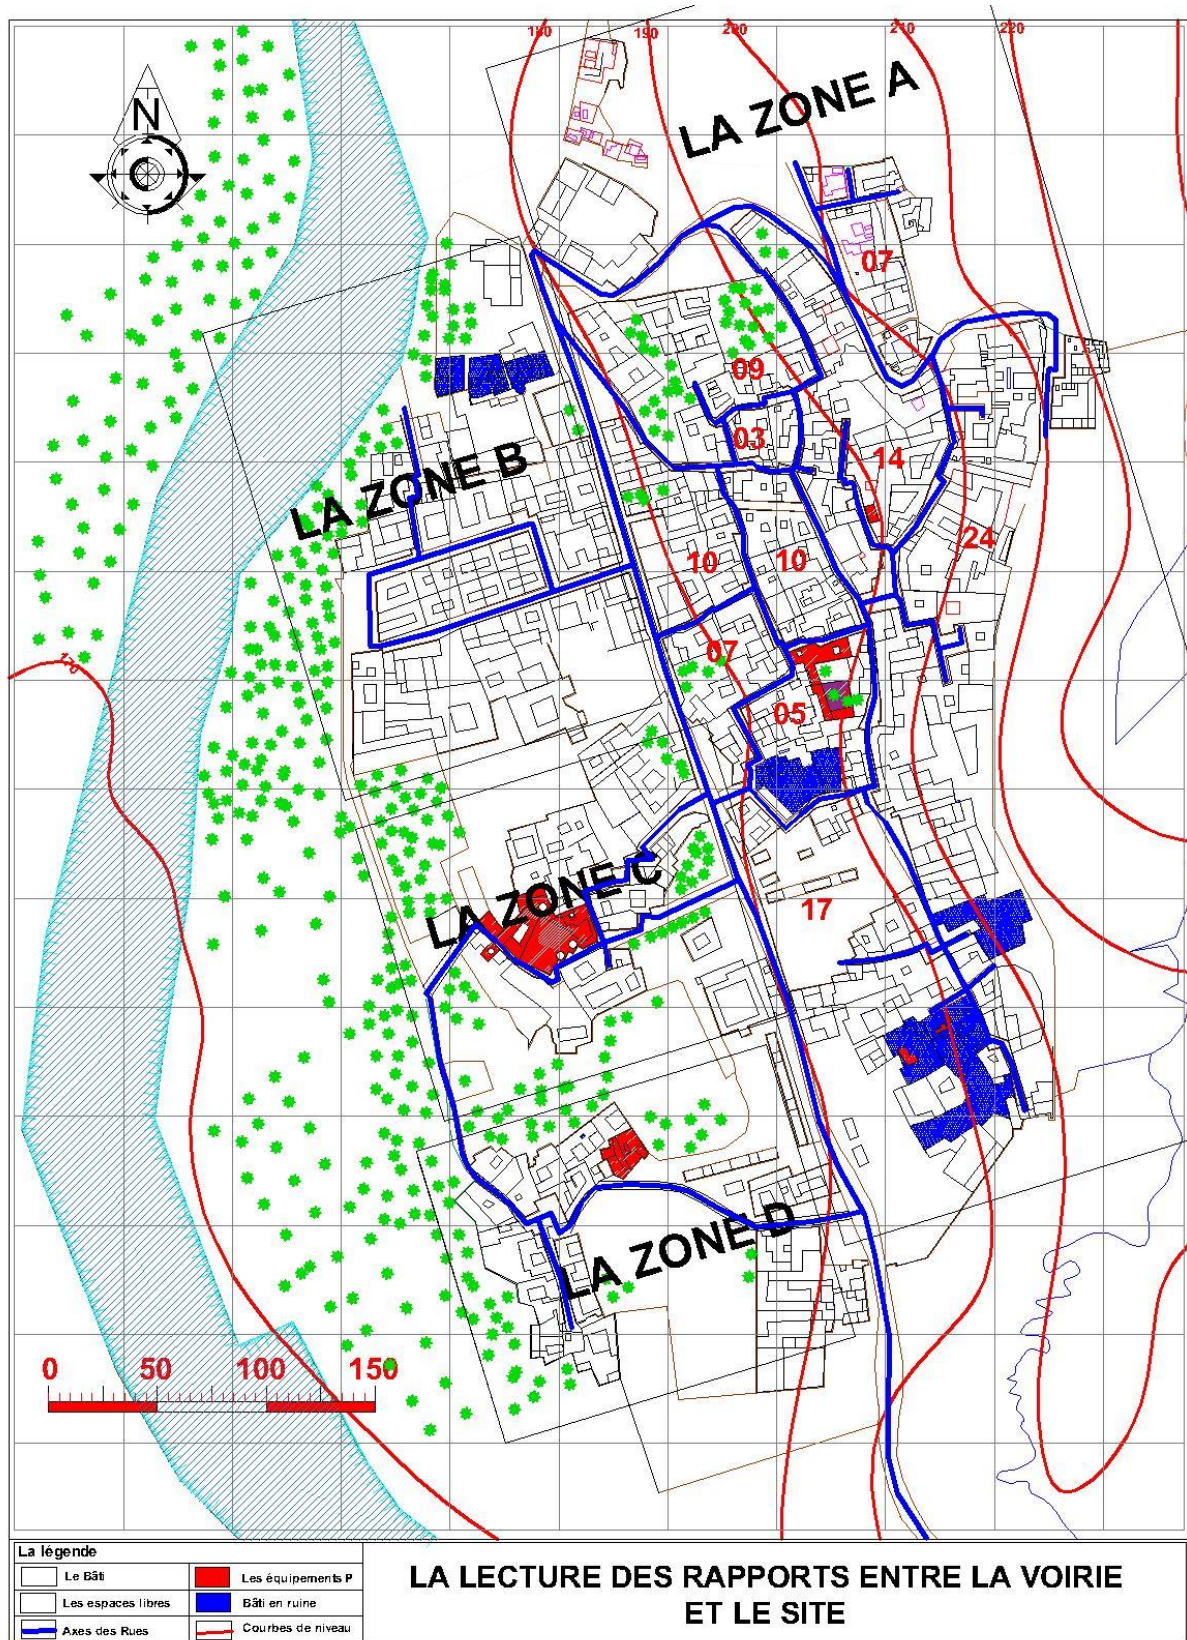 180
190
200
210
220
N
LA ZONE A
07
09
03
14
LA ZONE B
24
10
10
07
170
05
LA ZONE C
17
LA ZONE D
0 50 100 150
La légende
Le Bâti
Les équipements P
Les espaces libres
Bâti en ruine
Axes des Rues
Courbes de niveau
LA LECTURE DES RAPPORTS ENTRE LA VOIRIE
ET LE SITE